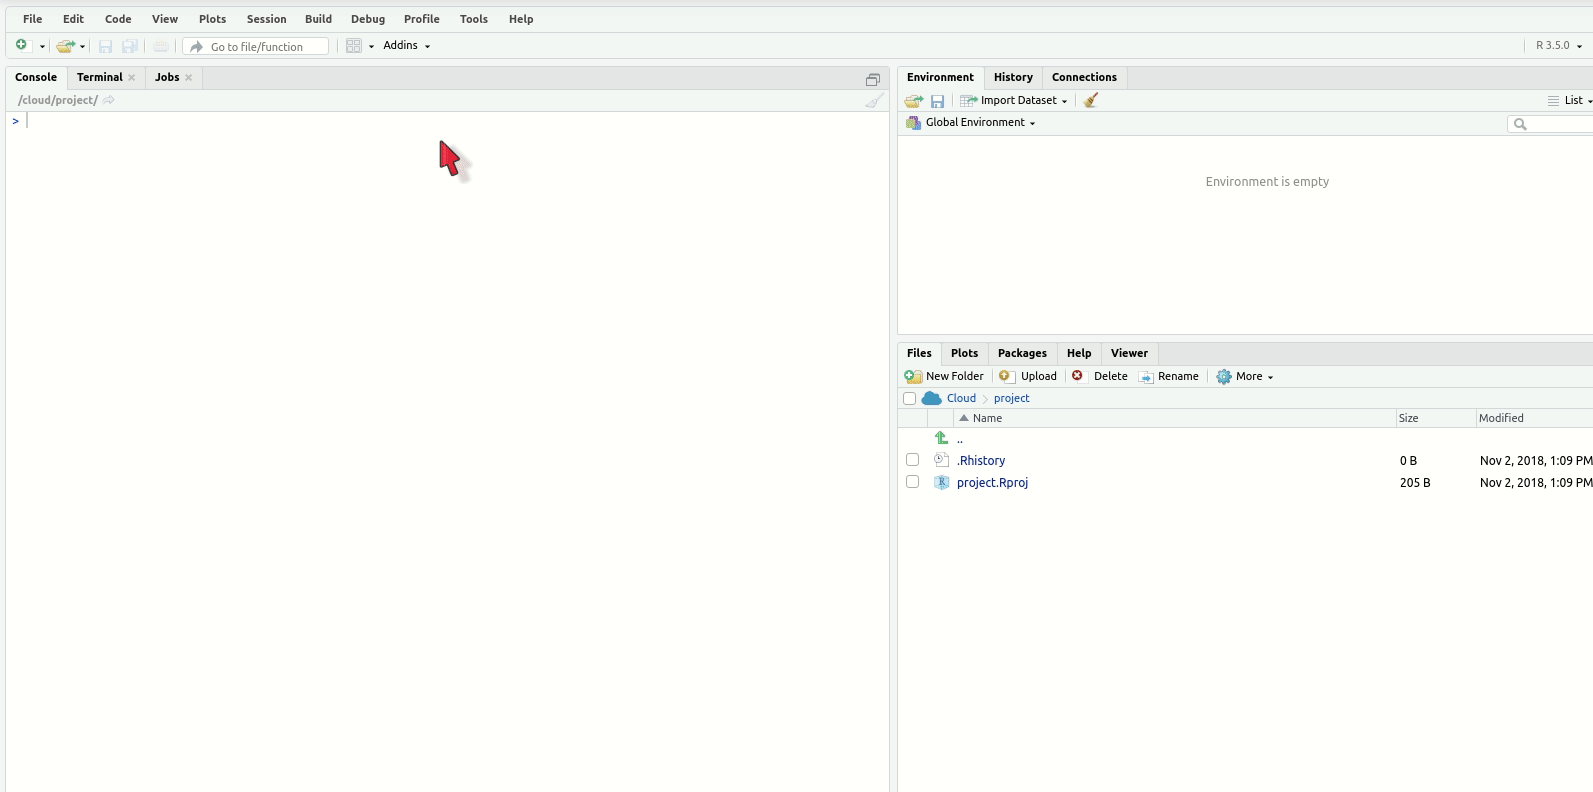 File Edit Code View Plots Session Build Debug Profile Tools Help
Go to file/function Addins R 3.5.0
Console Terminal Jobs
/cloud/project/
>
Environment History Connections
Import Dataset List
Global Environment
Environment is empty
Files Plots Packages Help Viewer
New Folder Upload Delete Rename More
Cloud project
Name Size Modified
..
.Rhistory 0 B Nov 2, 2018, 1:09 PM
project.Rproj 205 B Nov 2, 2018, 1:09 PM